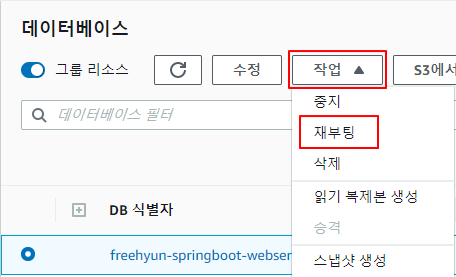 데이터베이스
그룹 리소스
수정
작업
S3에서
데이터베이스 필터
중지
재부팅
삭제
읽기 복제본 생성
승격
스냅샷 생성
DB 식별자
freehyun-springboot-webser